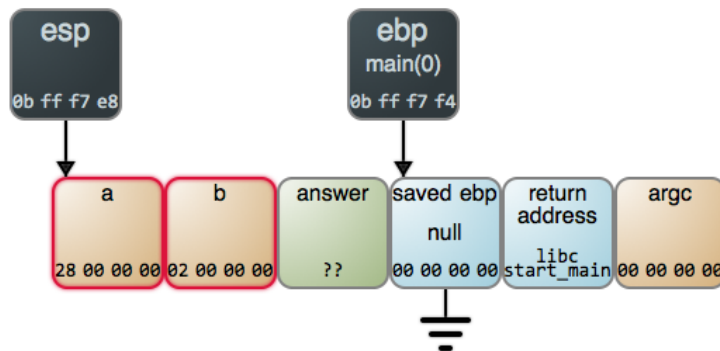 esp
0b ff f7 e8
ebp
main(0)
0b ff f7 f4
a
28 00 00 00
b
02 00 00 00
answer
??
saved ebp
null
00 00 00 00
return
address
libc
start_main
argc
00 00 00 00